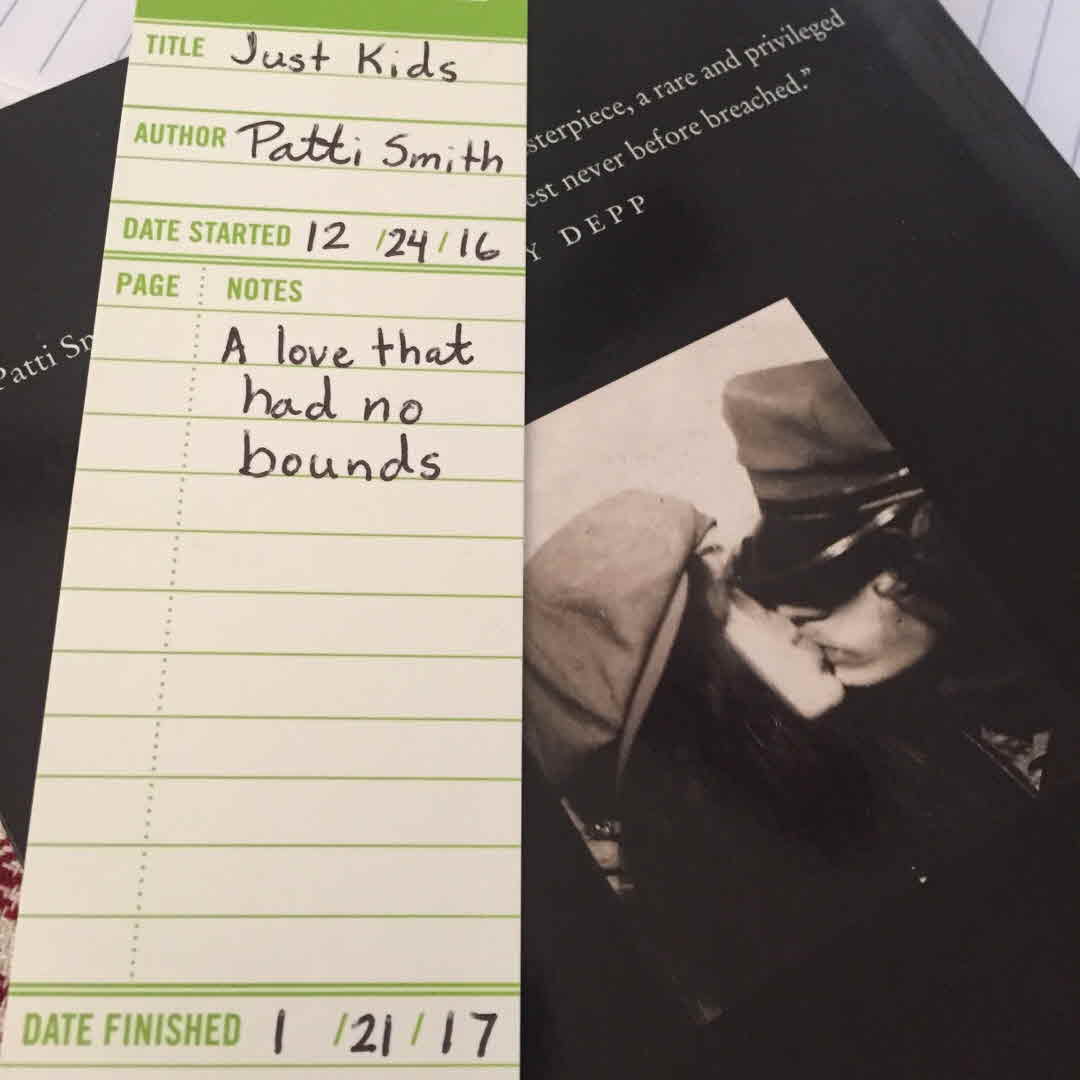 TITLE Just Kids
AUTHOR Patti Smith
DATE STARTED 12 /24/16
PAGE NOTES
A love that
had no
bounds
DATE FINISHED 1 /21/17
sterpiece, a rare and privileged
est never before breached.”
Y DEPP
Patti Sm